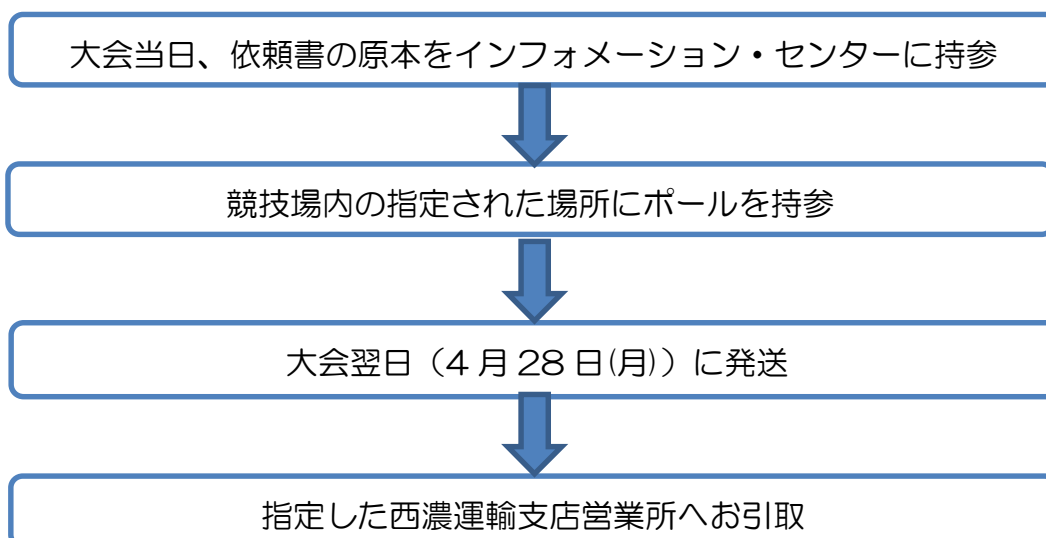 大会当日、依頼書の原本をインフォメーション・センターに持参
競技場内の指定された場所にポールを持参
大会翌日（4月28日(月)）に発送
指定した西濃運輸支店営業所へお引取